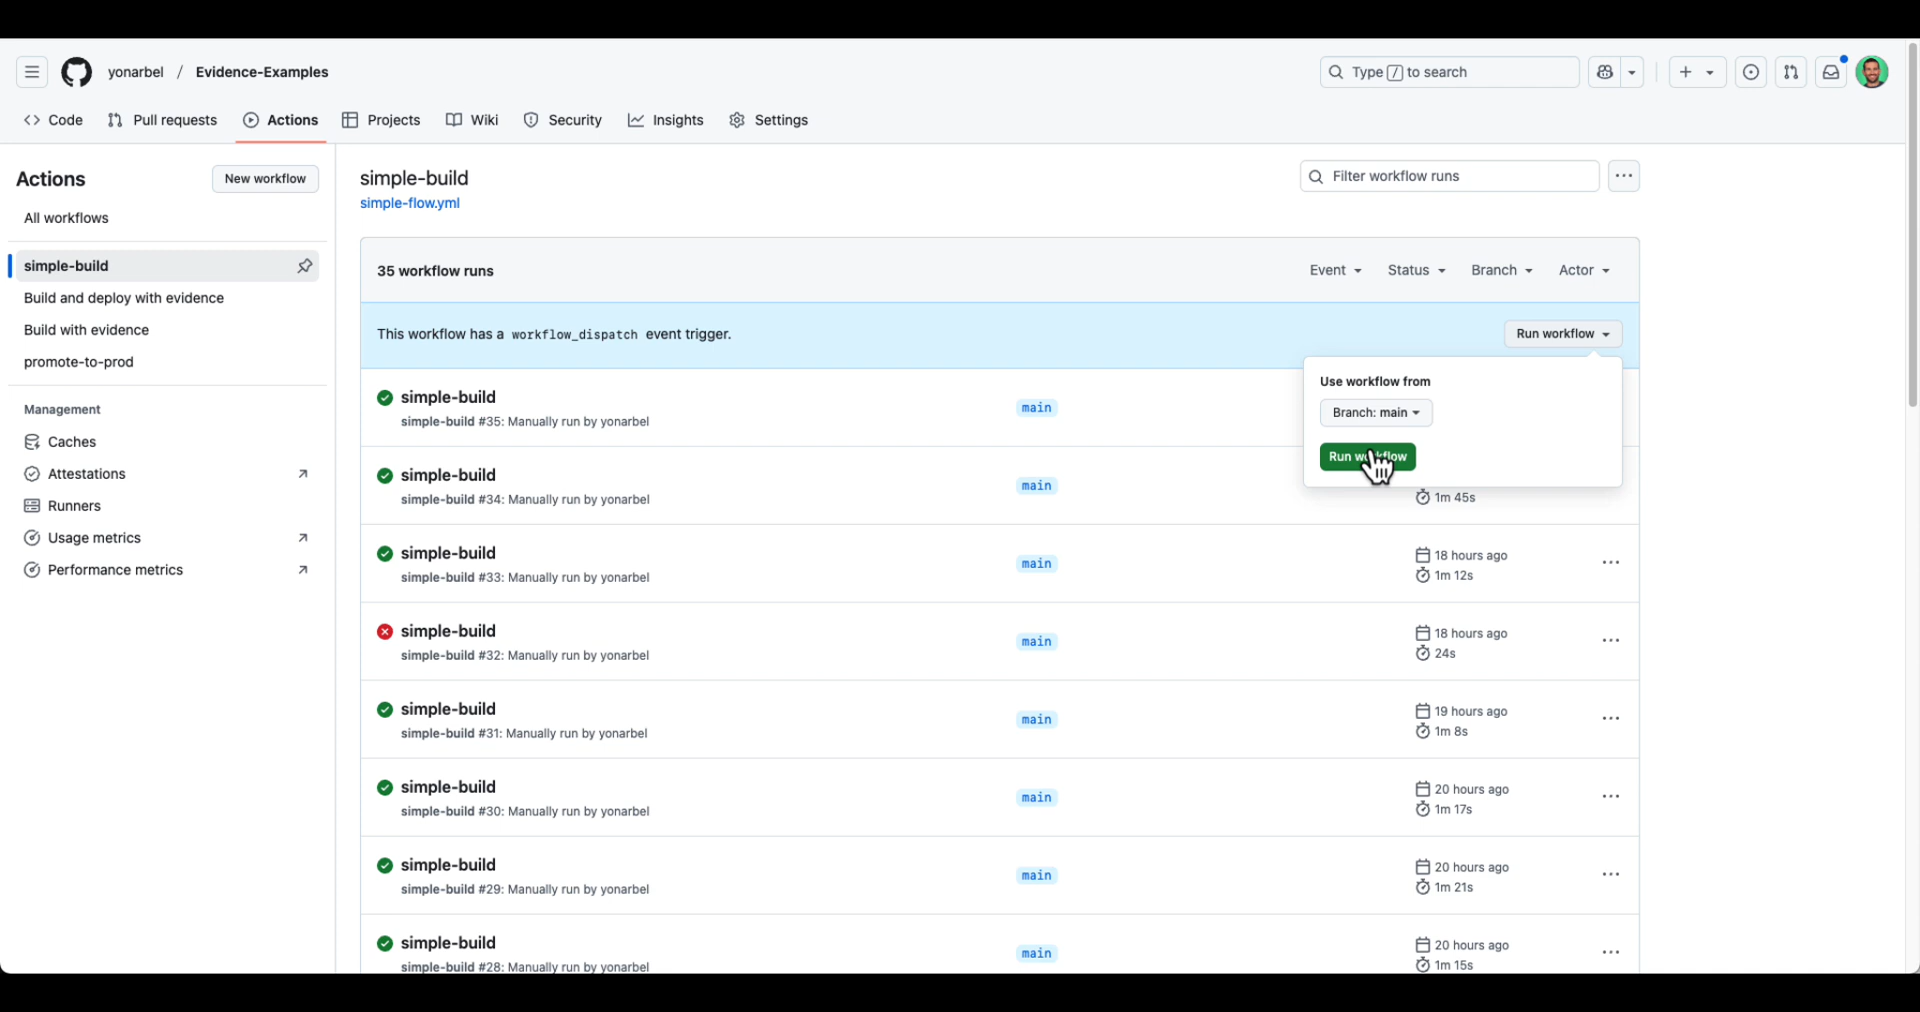 yonarbel / Evidence-Examples
Type / to search
Code Pull requests Actions Projects Wiki Security Insights Settings
Actions
New workflow
All workflows
simple-build
Build and deploy with evidence
Build with evidence
promote-to-prod
Management
Caches
Attestations
Runners
Usage metrics
Performance metrics
simple-build
simple-flow.yml
Filter workflow runs
35 workflow runs
Event Status Branch Actor
This workflow has a workflow_dispatch event trigger.
Run workflow
Use workflow from
Branch: main
Run workflow
simple-build
simple-build #35: Manually run by yonarbel
main
simple-build
simple-build #34: Manually run by yonarbel
main
1m 45s
simple-build
simple-build #33: Manually run by yonarbel
main
18 hours ago
1m 12s
simple-build
simple-build #32: Manually run by yonarbel
main
18 hours ago
24s
simple-build
simple-build #31: Manually run by yonarbel
main
19 hours ago
1m 8s
simple-build
simple-build #30: Manually run by yonarbel
main
20 hours ago
1m 17s
simple-build
simple-build #29: Manually run by yonarbel
main
20 hours ago
1m 21s
simple-build
simple-build #28: Manually run by yonarbel
main
20 hours ago
1m 15s